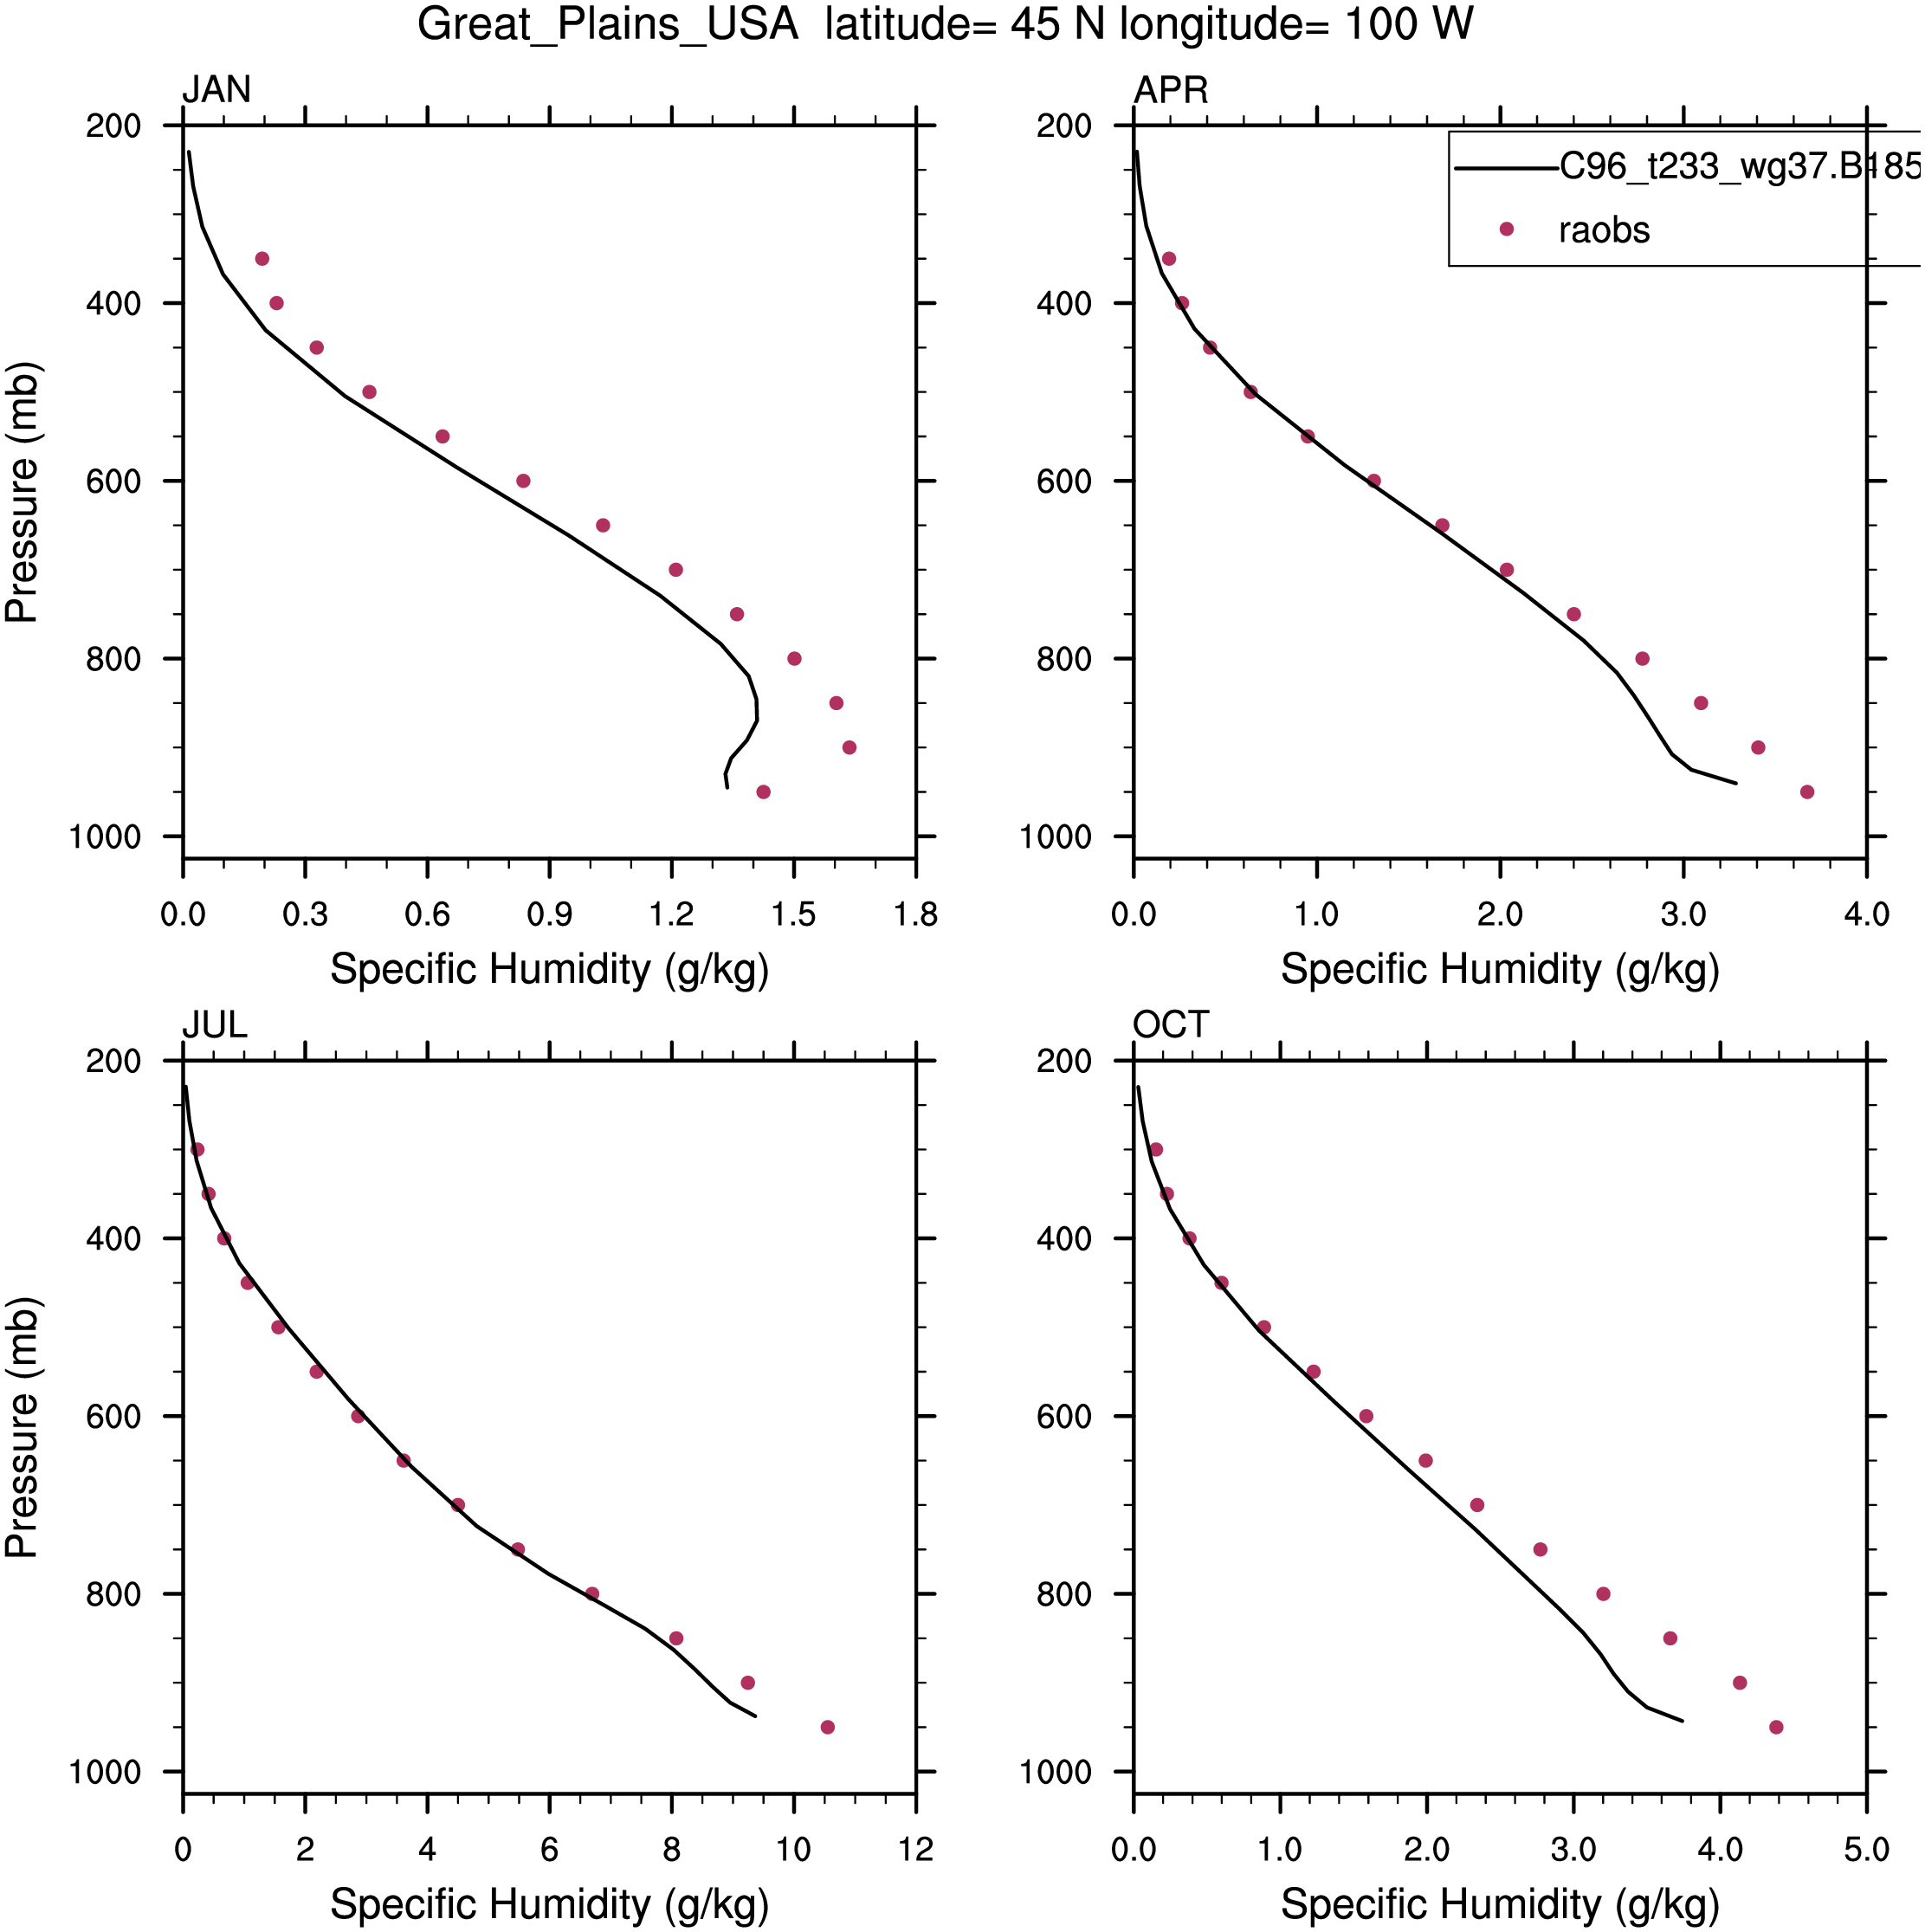 Great_Plains_USA latitude= 45 N longitude= 100 W
JAN
200
400
600
800
1000
Pressure (mb)
0.0 0.3 0.6 0.9 1.2 1.5 1.8
Specific Humidity (g/kg)
APR
C96_t233_wg37.B185
raobs
200
400
600
800
1000
0.0 1.0 2.0 3.0 4.0
Specific Humidity (g/kg)
JUL
200
400
600
800
1000
Pressure (mb)
0 2 4 6 8 10 12
Specific Humidity (g/kg)
OCT
200
400
600
800
1000
0.0 1.0 2.0 3.0 4.0 5.0
Specific Humidity (g/kg)